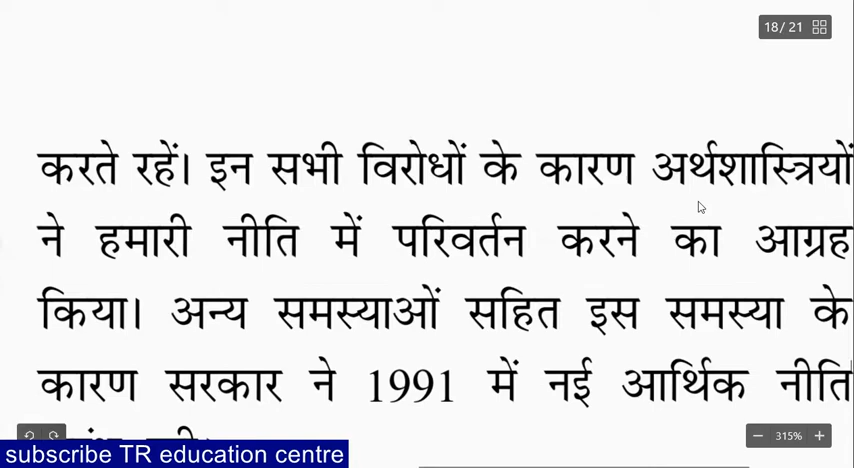 18 / 21
करते रहें। इन सभी विरोधों के कारण अर्थशास्त्रियों
ने हमारी नीति में परिवर्तन करने का आग्रह
किया। अन्य समस्याओं सहित इस समस्या के
कारण सरकार ने 1991 में नई आर्थिक नीति
315%
subscribe TR education centre